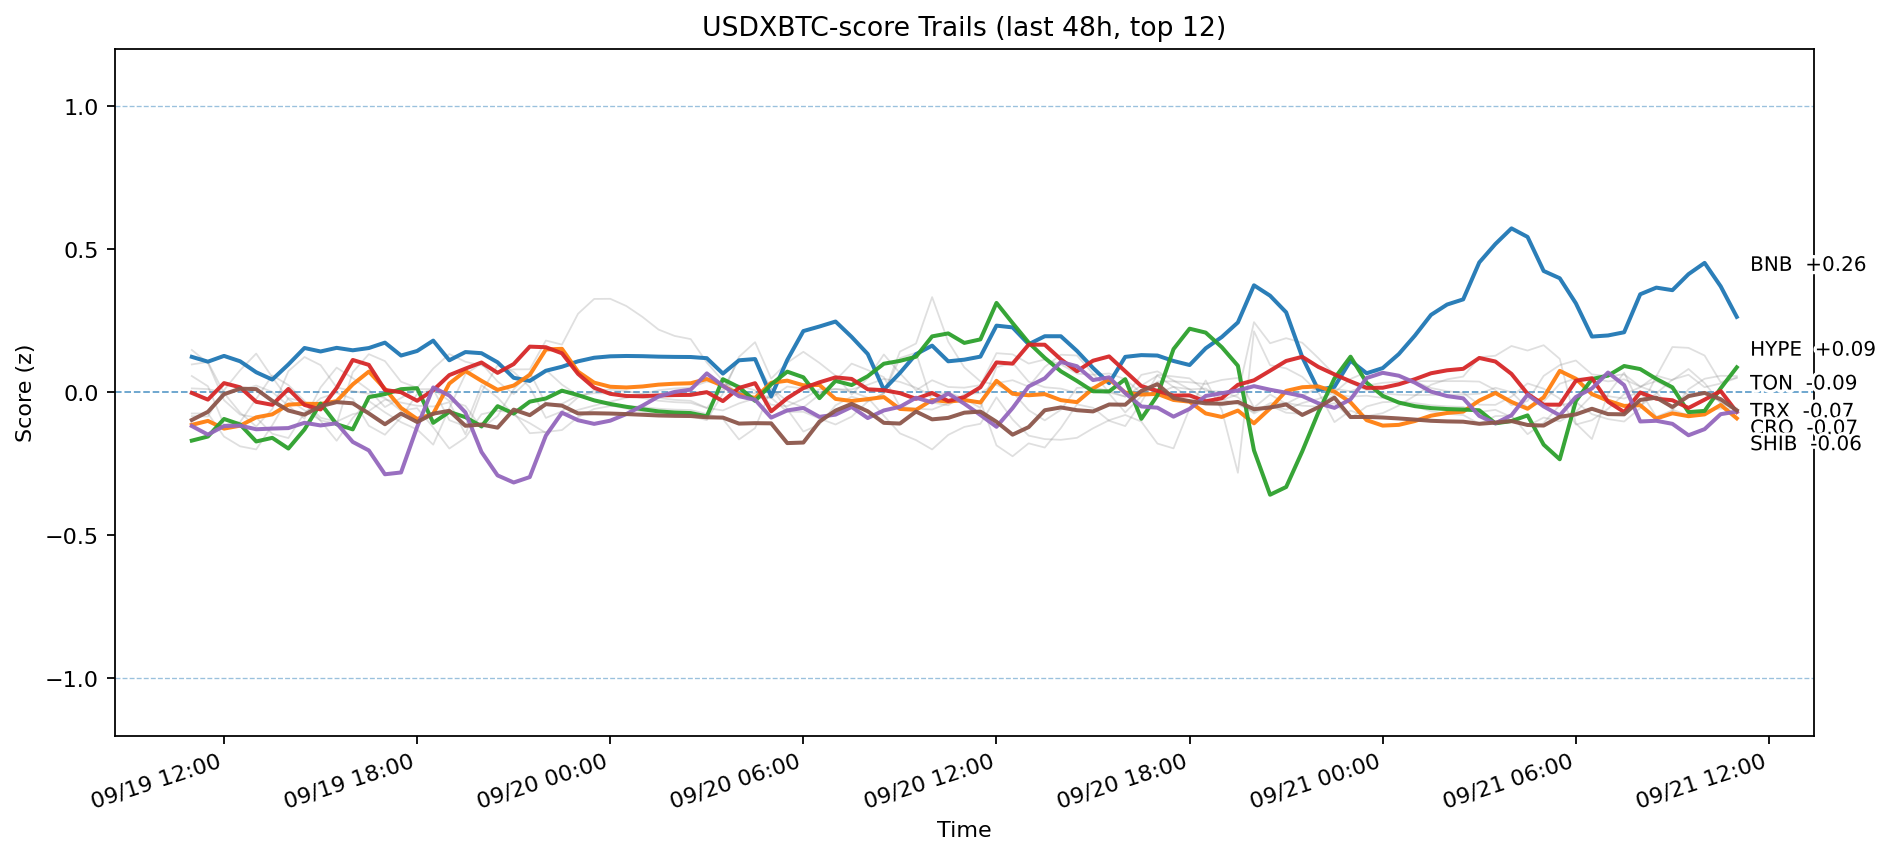 USDXBTC-score Trails (last 48h, top 12)
1.0
0.5
0.0
−0.5
−1.0
Score (z)
BNB +0.26
HYPE +0.09
TON -0.09
TRX -0.07
CRO -0.07
SHIB -0.06
09/19 12:00
09/19 18:00
09/20 00:00
09/20 06:00
09/20 12:00
09/20 18:00
09/21 00:00
09/21 06:00
09/21 12:00
Time